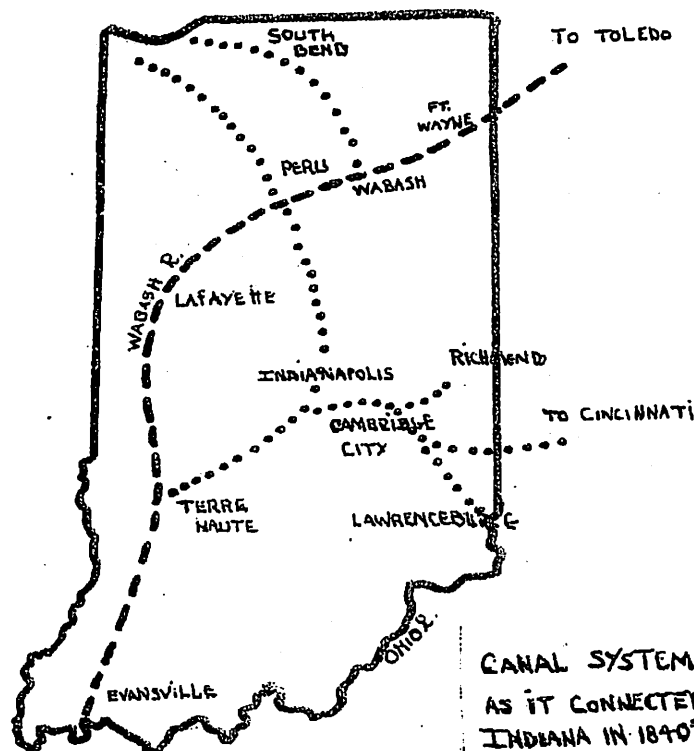 SOUTH
BEND
TO TOLEDO
FT.
WAYNE
PERU
WABASH
WABASH R.
LAFAYETTE
RICHMOND
INDIANAPOLIS
CAMBRIDGE
CITY
TO CINCINNATI
TERRE
HAUTE
LAWRENCEBURG
OHIO R.
EVANSVILLE
CANAL SYSTEM
AS IT CONNECTED
INDIANA IN 1840'